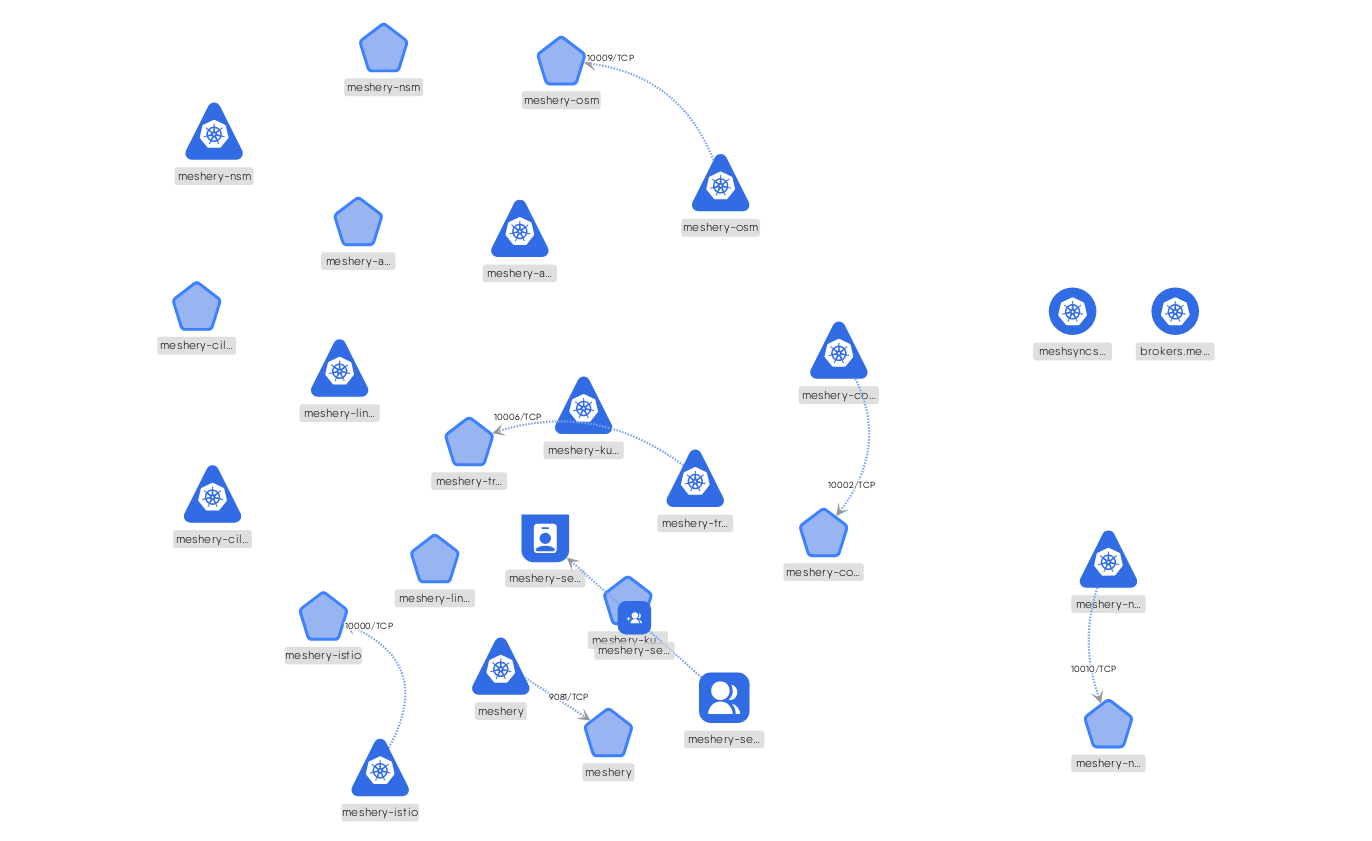 meshery-nsm
10009/TCP
meshery-osm
meshery-nsm
meshery-osm
meshery-a...
meshery-a...
meshery-cil...
meshsyncs...
brokers.me...
meshery-co...
meshery-lin...
10006/TCP
meshery-ku...
meshery-tr...
10002/TCP
meshery-tr...
meshery-cil...
meshery-co...
meshery-se...
meshery-lin...
meshery-n...
10000/TCP
meshery-ku...
meshery-se...
meshery-istio
10010/TCP
9081/TCP
meshery
meshery-se...
meshery-n...
meshery
meshery-istio